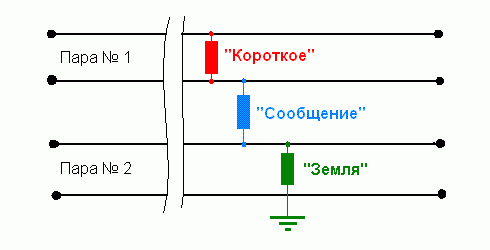 Пара № 1
"Короткое"
"Сообщение"
Пара № 2
"Земля"